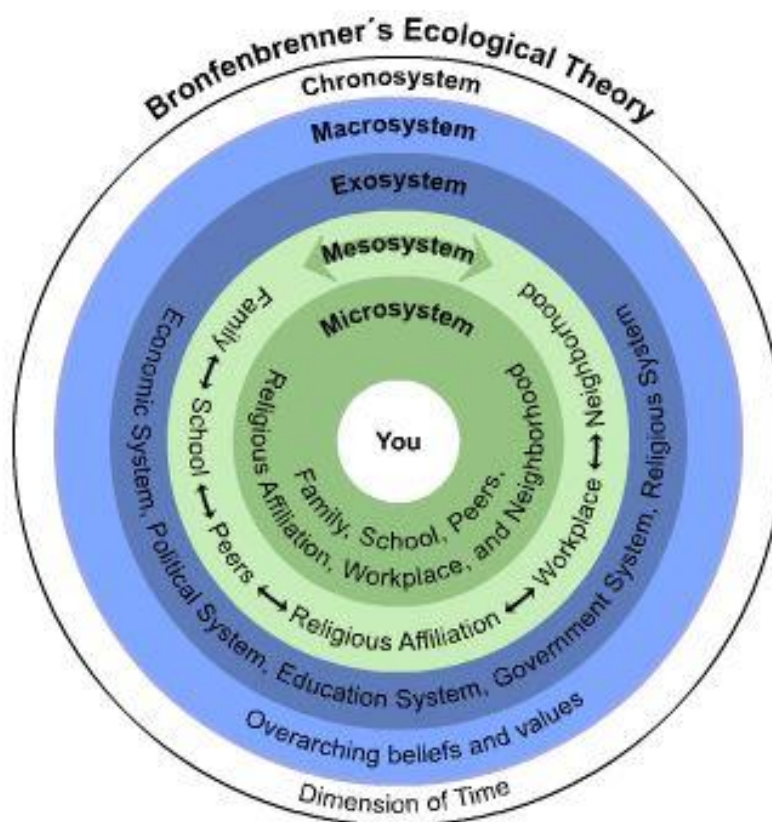 Bronfenbrenner´s Ecological Theory
Chronosystem
Macrosystem
Exosystem
Mesosystem
Microsystem
You
Family, School, Peers,
Religious Affiliation, Workplace, and Neighborhood
Family ↔ School ↔ Peers ↔ Religious Affiliation ↔ Workplace ↔ Neighborhood
Economic System, Political System, Education System, Government System, Religious System
Overarching beliefs and values
Dimension of Time